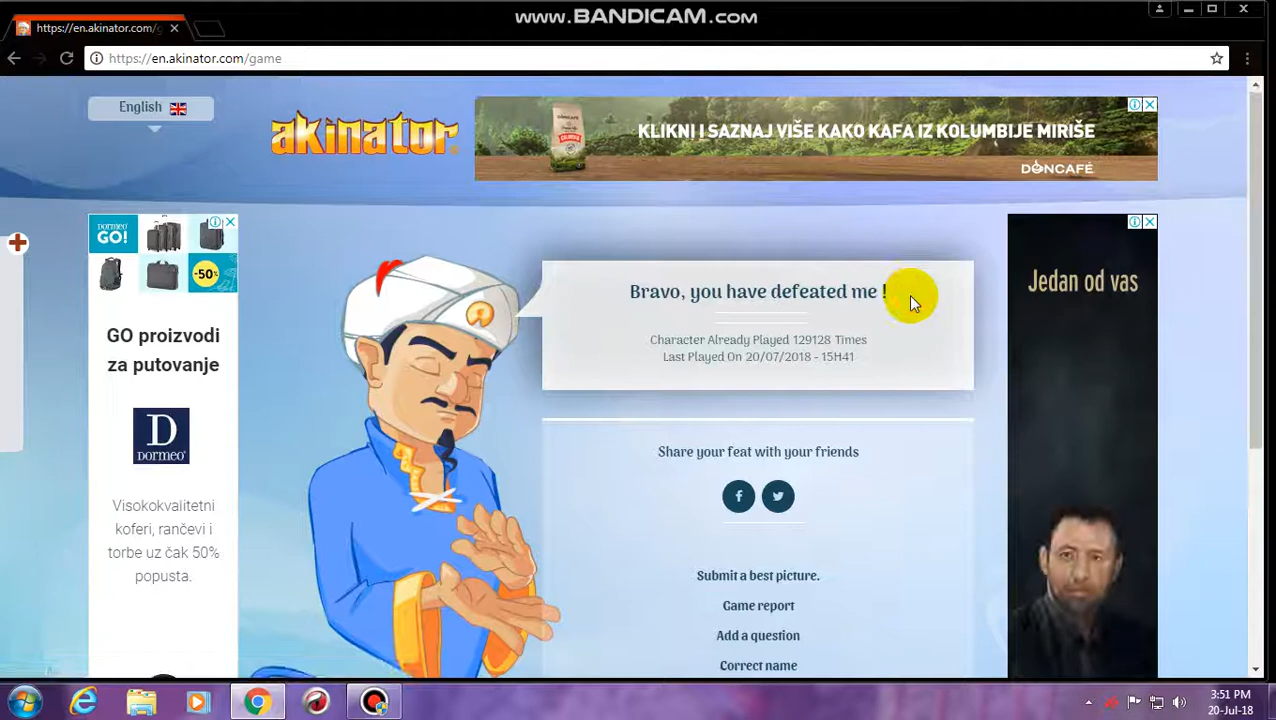 www.BANDICAM.com
https://en.akinator.com/g
https://en.akinator.com/game
English
akinator
KLIKNI I SAZNAJ VIŠE KAKO KAFA IZ KOLUMBIJE MIRIŠE
DONCAFÉ
DORMEO
GO!
-50%
GO proizvodi
za putovanje
D
DORMEO
Visokokvalitetni
koferi, rančevi i
torbe uz čak 50%
popusta.
Bravo, you have defeated me !
Character Already Played 129128 Times
Last Played On 20/07/2018 - 15H41
Share your feat with your friends
Submit a best picture.
Game report
Add a question
Correct name
Jedan od vas
3:51 PM
20-Jul-18